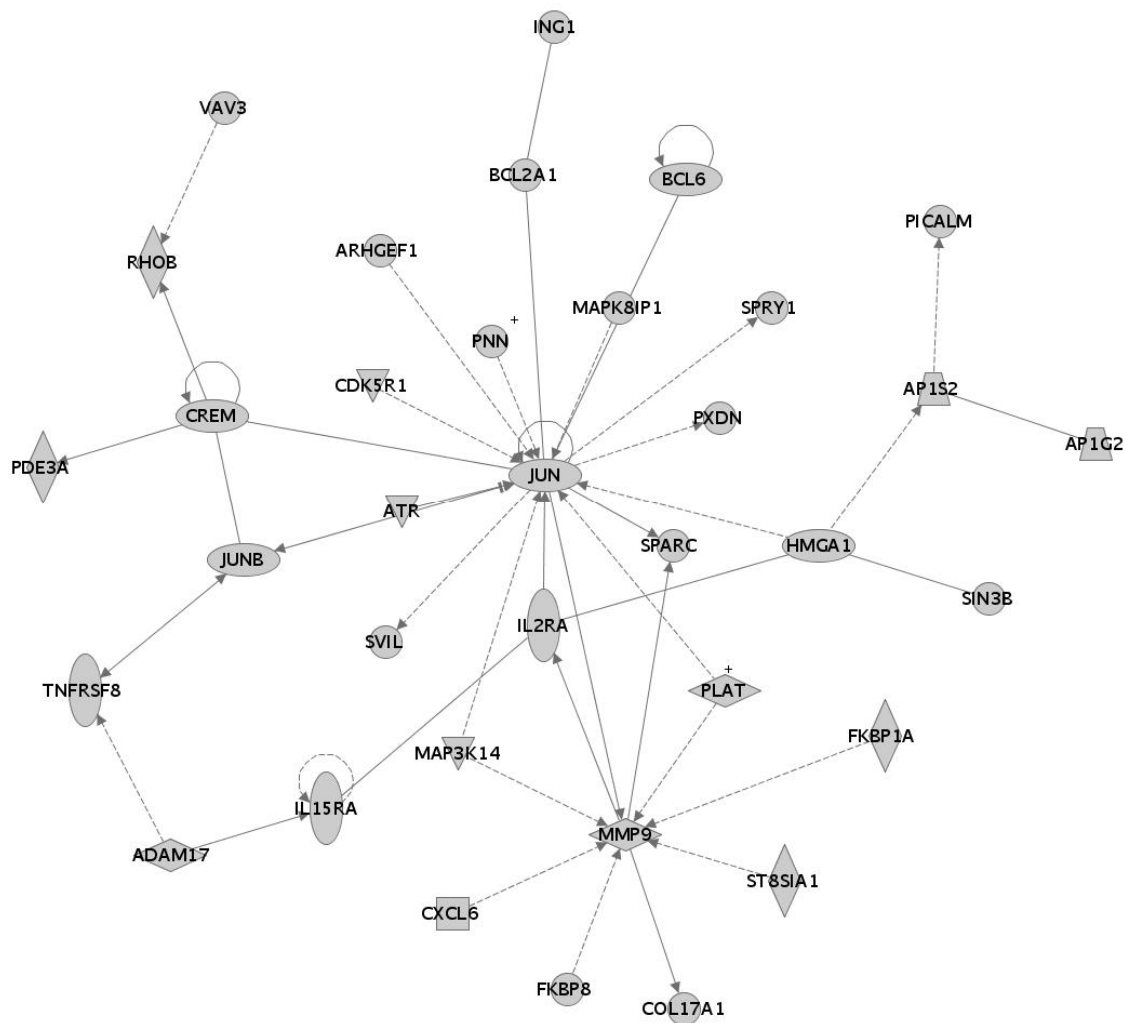 ING1
VAV3
BCL2A1
BCL6
PICALM
ARHGEF1
RHOB
MAPK8IP1
SPRY1
+
PNN
CDK5R1
AP1S2
CREM
PXDN
AP1G2
PDE3A
JUN
ATR
SPARC
HMGA1
JUNB
SIN3B
IL2RA
SVIL
+
TNFRSF8
PLAT
FKBP1A
MAP3K14
IL15RA
MMP9
ADAM17
ST8SIA1
CXCL6
FKBP8
COL17A1